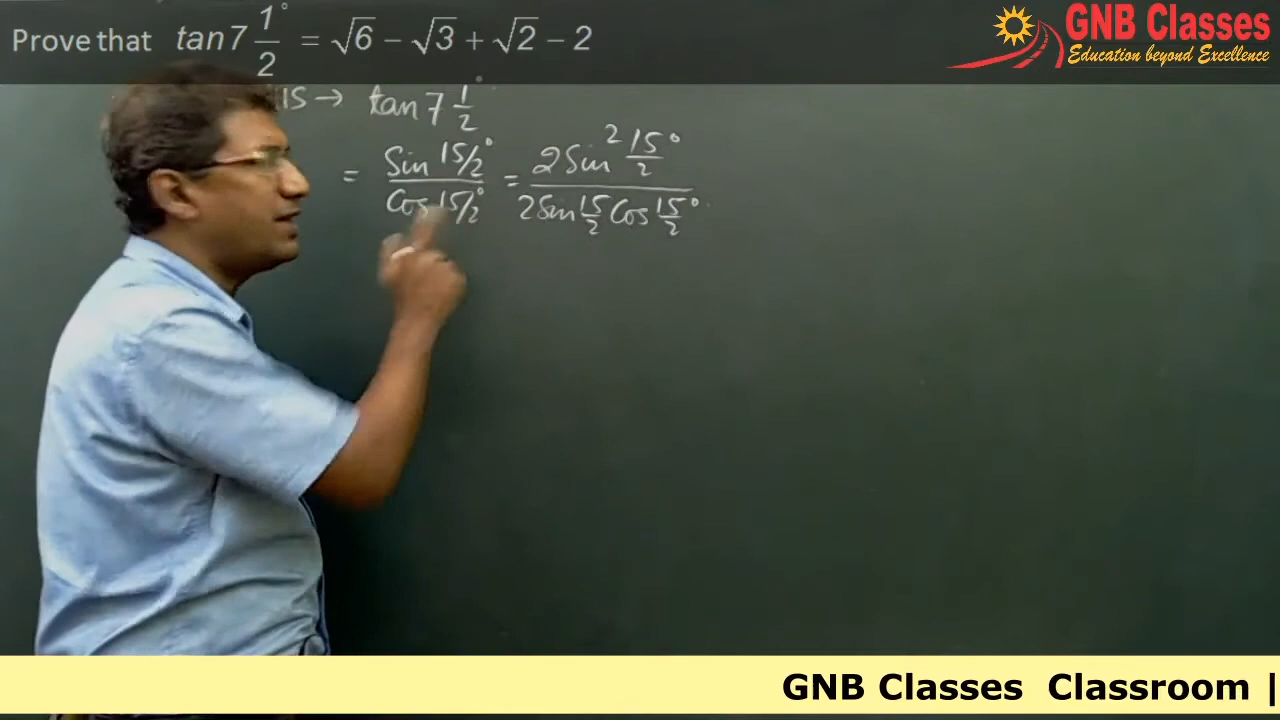 Prove that tan 7 1/2° = √6 − √3 + √2 − 2
GNB Classes
Education beyond Excellence
→ tan 7 1/2°
= Sin 15/2° / Cos 15/2° = 2 Sin² 15/2° / 2 Sin 15/2 Cos 15/2°
GNB Classes Classroom |